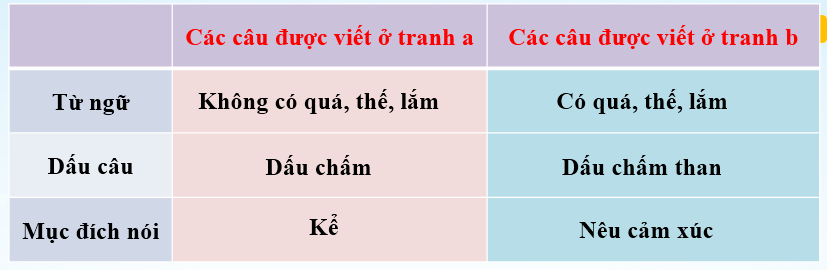 Các câu được viết ở tranh a
Các câu được viết ở tranh b
Từ ngữ
Không có quá, thế, lắm
Có quá, thế, lắm
Dấu câu
Dấu chấm
Dấu chấm than
Mục đích nói
Kể
Nêu cảm xúc